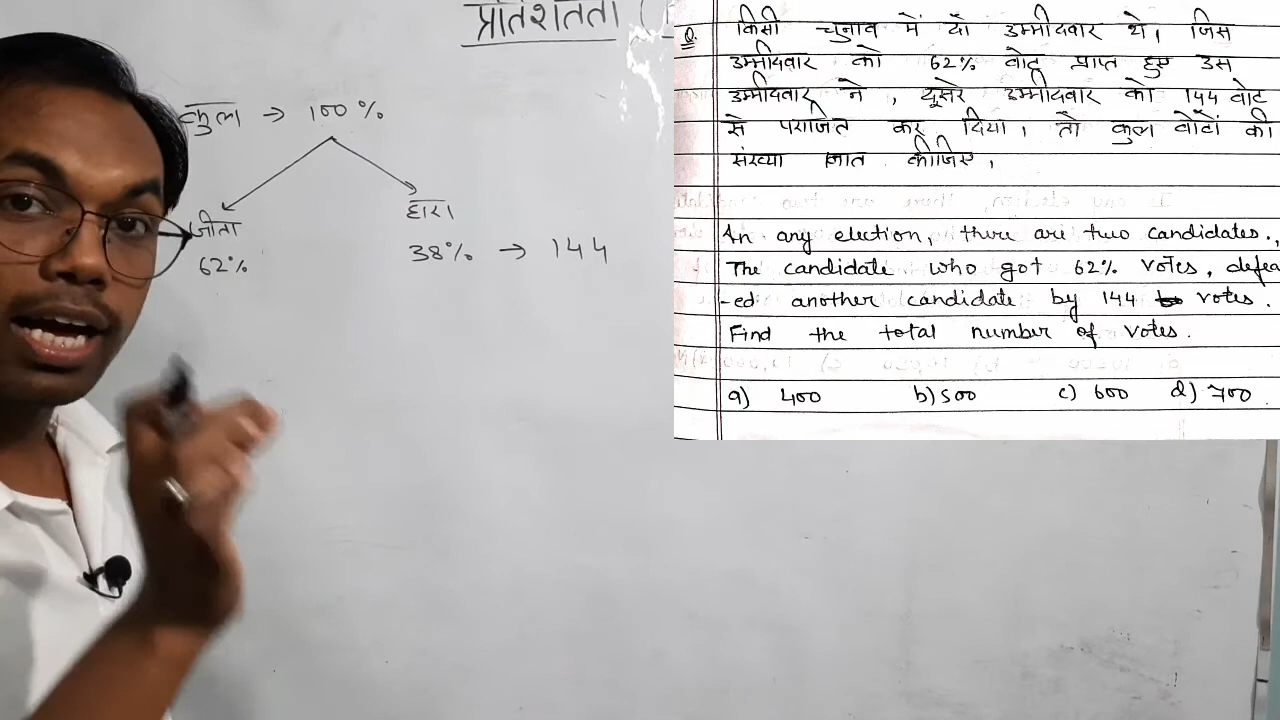 प्रतिशतता (
कुल → 100 %
जीता
62%
हारा
38% → 144
Q. किसी चुनाव में दो उम्मीदवार थे, जिस
उम्मीदवार को 62% वोट प्राप्त हुए उस
उम्मीदवार ने, दूसरे उम्मीदवार को 144 वोट
से पराजित कर दिया, तो कुल वोटों की
संख्या ज्ञात कीजिए,
In any election, there are two candidates.,
The candidate who got 62% votes, defea
-ed another candidate by 144 votes.
Find the total number of votes.
a) 400 b) 500 c) 600 d) 700